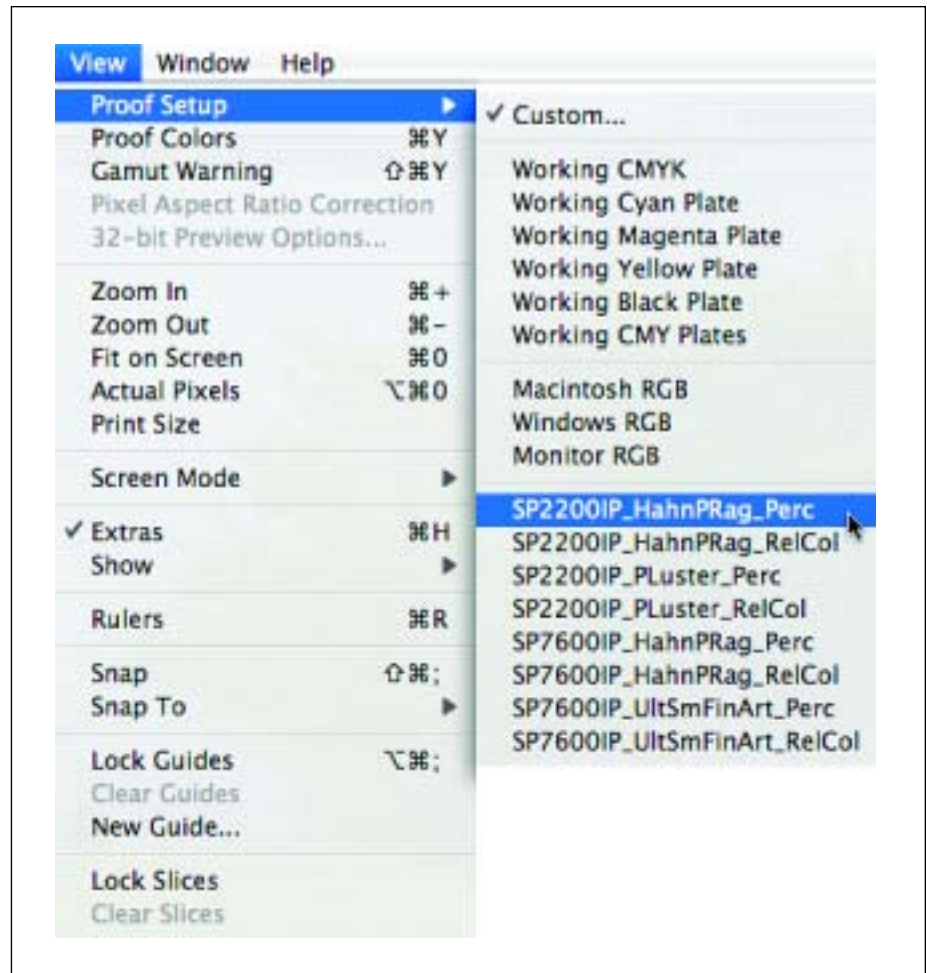 View Window Help
Proof Setup ▶
Proof Colors ⌘Y
Gamut Warning ⇧⌘Y
Pixel Aspect Ratio Correction
32-bit Preview Options...
Zoom In ⌘+
Zoom Out ⌘–
Fit on Screen ⌘0
Actual Pixels ⌥⌘0
Print Size
Screen Mode ▶
✓ Extras ⌘H
Show ▶
Rulers ⌘R
Snap ⇧⌘;
Snap To ▶
Lock Guides ⌥⌘;
Clear Guides
New Guide...
Lock Slices
Clear Slices
✓ Custom...
Working CMYK
Working Cyan Plate
Working Magenta Plate
Working Yellow Plate
Working Black Plate
Working CMY Plates
Macintosh RGB
Windows RGB
Monitor RGB
SP2200IP_HahnPRag_Perc
SP2200IP_HahnPRag_RelCol
SP2200IP_PLuster_Perc
SP2200IP_PLuster_RelCol
SP7600IP_HahnPRag_Perc
SP7600IP_HahnPRag_RelCol
SP7600IP_UltSmFinArt_Perc
SP7600IP_UltSmFinArt_RelCol